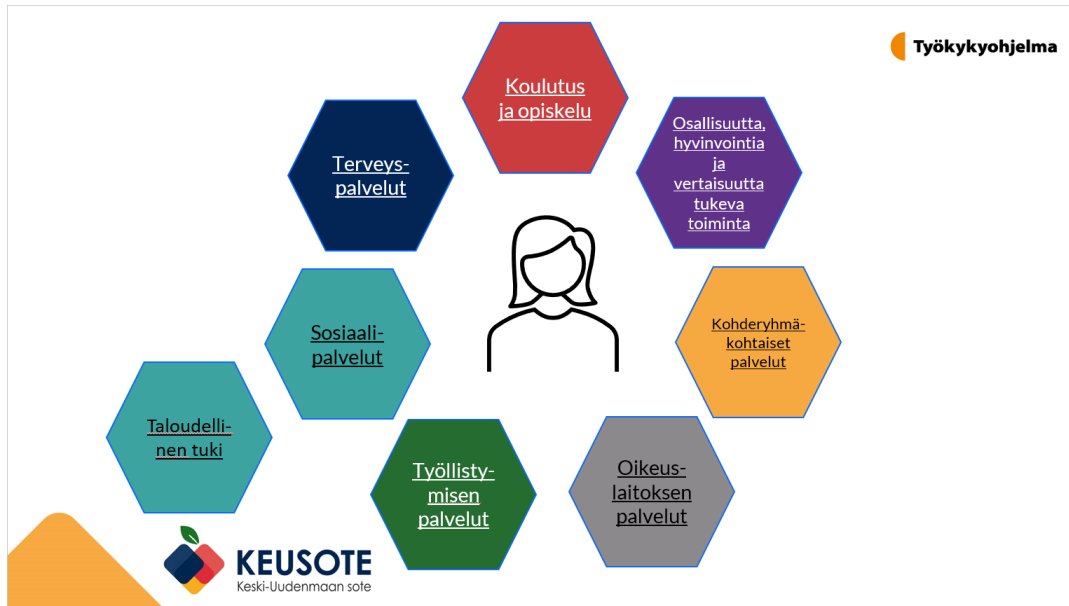 Työkykyohjelma
Koulutus
ja opiskelu
Terveys-
palvelut
Osallisuutta,
hyvinvointia
ja
vertaisuutta
tukeva
toiminta
Sosiaali-
palvelut
Kohderyhmä-
kohtaiset
palvelut
Taloudelli-
nen tuki
Työllisty-
misen
palvelut
Oikeus-
laitoksen
palvelut
KEUSOTE
Keski-Uudenmaan sote